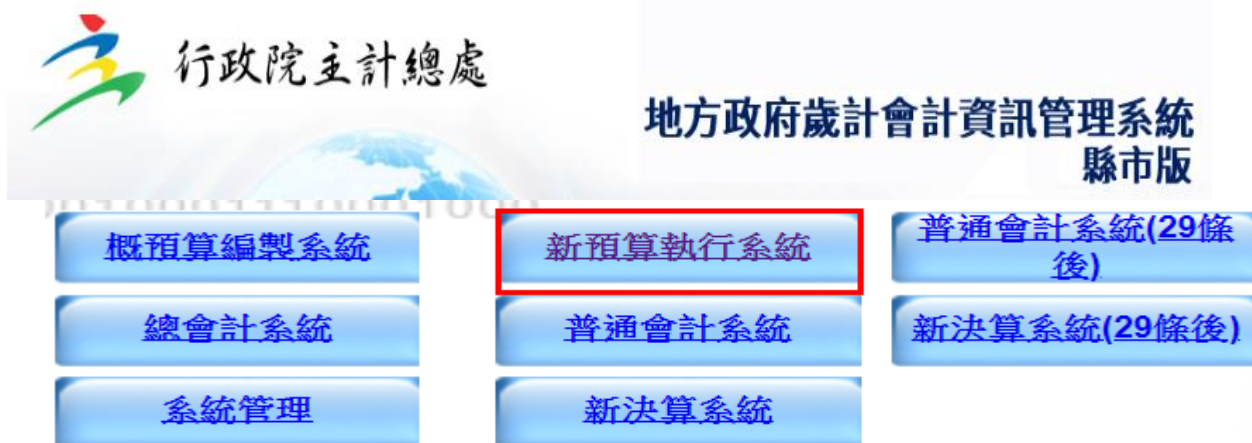 行政院主計總處
地方政府歲計會計資訊管理系統
縣市版
概預算編製系統
新預算執行系統
普通會計系統(29條
後)
總會計系統
普通會計系統
新決算系統(29條後)
系統管理
新決算系統